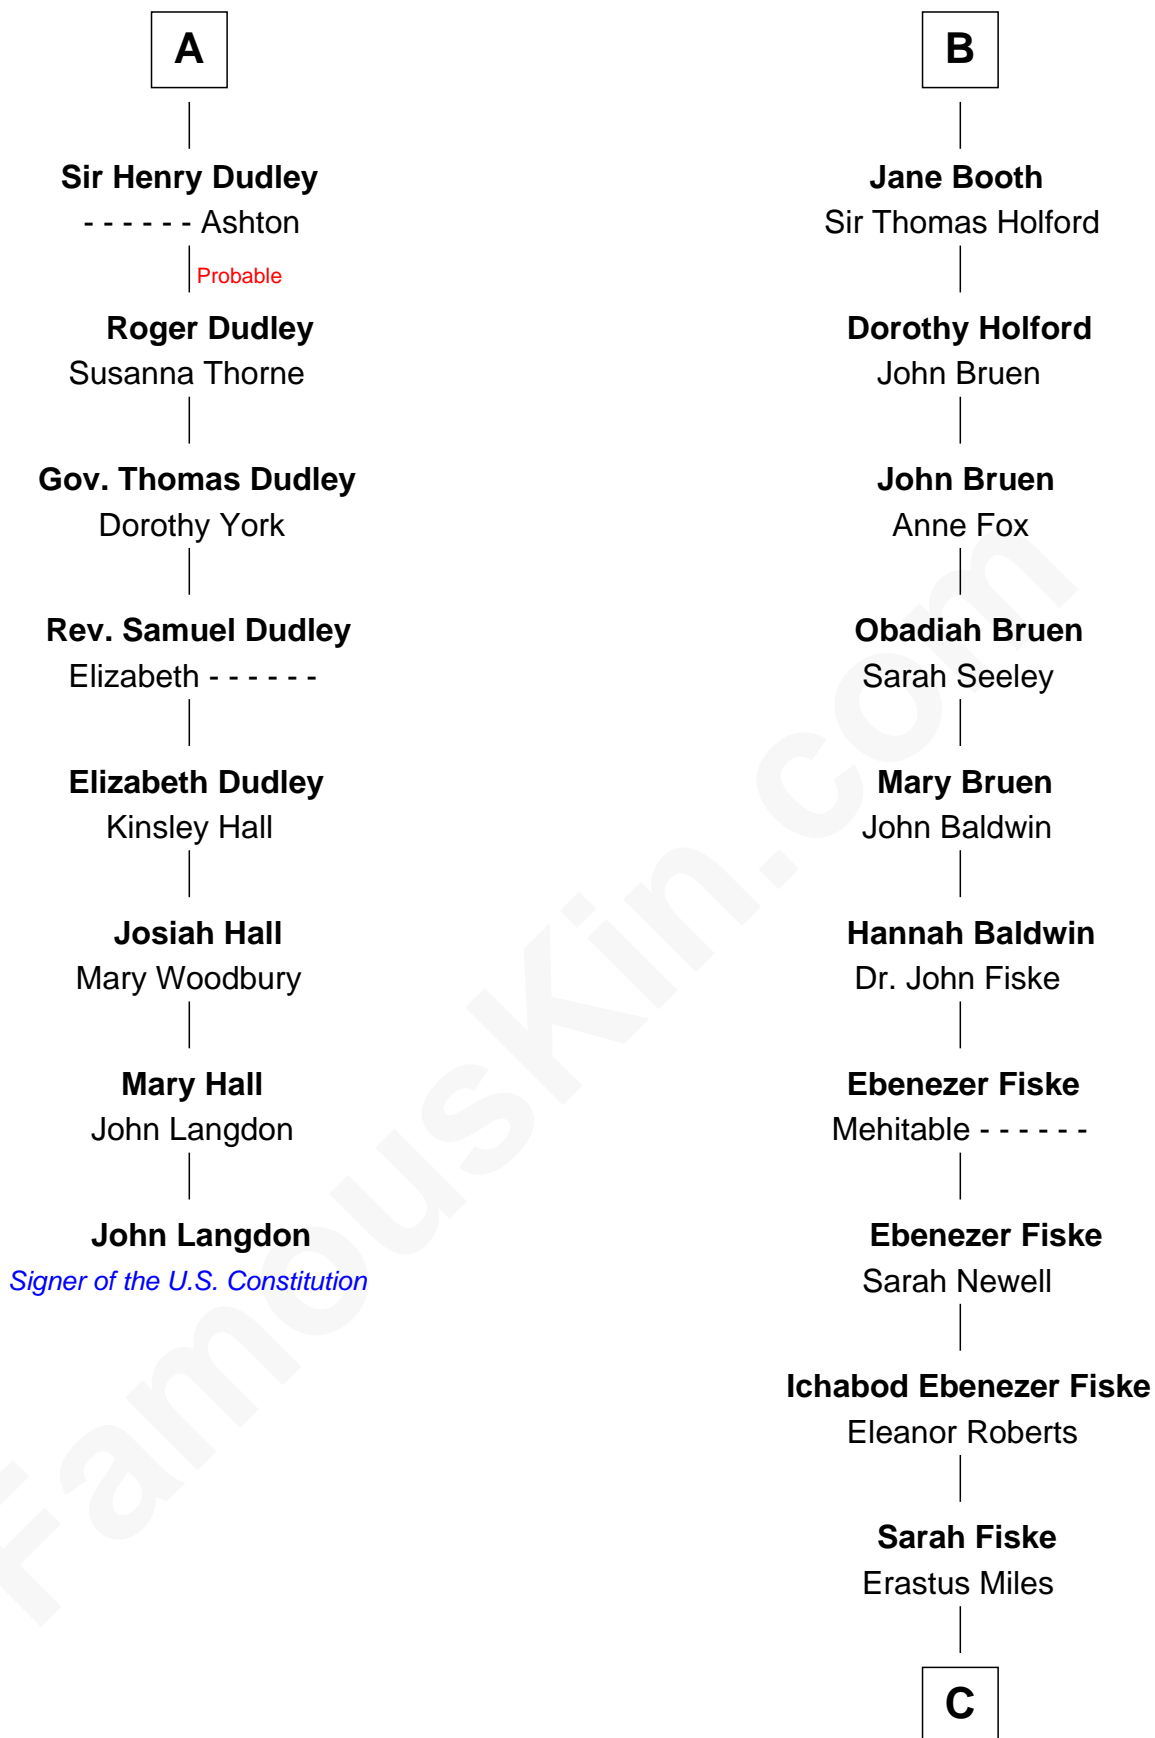 A
Sir Henry Dudley
- - - - - - Ashton
Probable
Roger Dudley
Susanna Thorne
Gov. Thomas Dudley
Dorothy York
Rev. Samuel Dudley
Elizabeth - - - - - -
Elizabeth Dudley
Kinsley Hall
Josiah Hall
Mary Woodbury
Mary Hall
John Langdon
John Langdon
Signer of the U.S. Constitution
B
Jane Booth
Sir Thomas Holford
Dorothy Holford
John Bruen
John Bruen
Anne Fox
Obadiah Bruen
Sarah Seeley
Mary Bruen
John Baldwin
Hannah Baldwin
Dr. John Fiske
Ebenezer Fiske
Mehitable - - - - - -
Ebenezer Fiske
Sarah Newell
Ichabod Ebenezer Fiske
Eleanor Roberts
Sarah Fiske
Erastus Miles
C
FamousKin.com